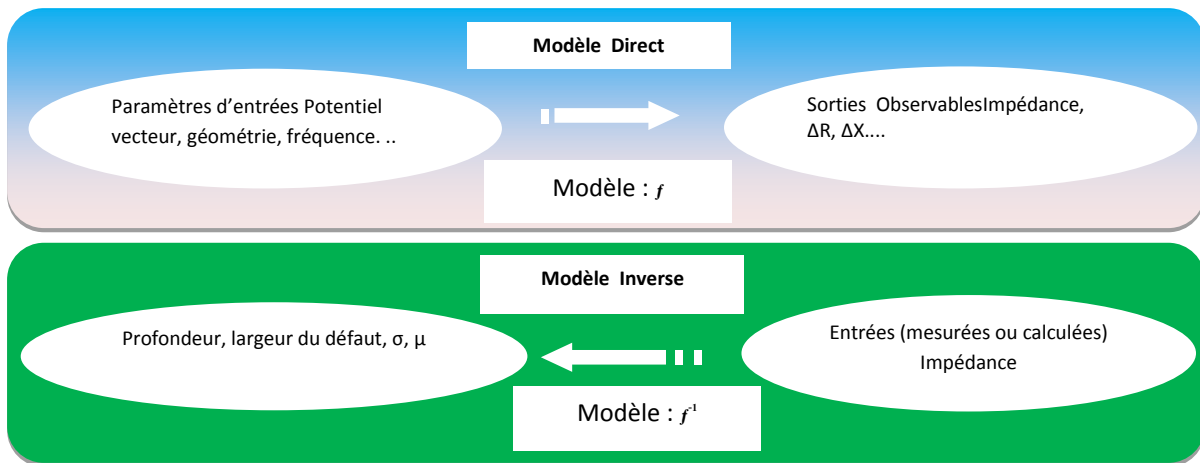 Modèle Direct
Paramètres d'entrées Potentiel
vecteur, géométrie, fréquence. ..
Sorties ObservablesImpédance,
ΔR, ΔX....
Modèle : f
Modèle Inverse
Profondeur, largeur du défaut, σ, μ
Entrées (mesurées ou calculées)
Impédance
Modèle : f⁻¹